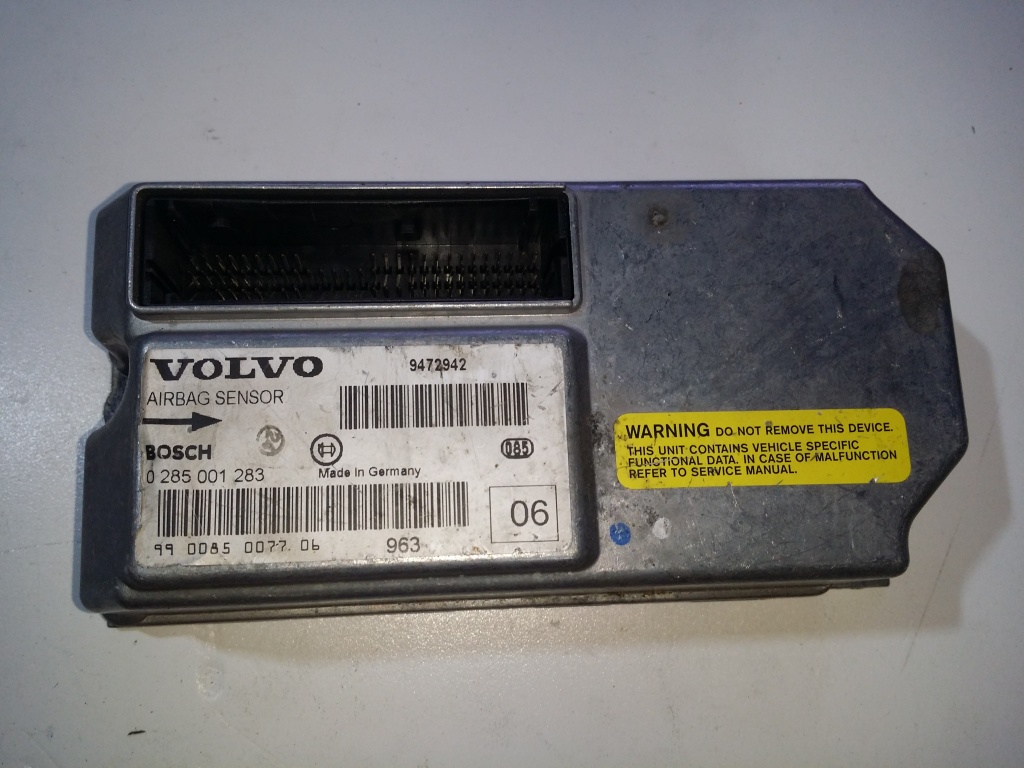 VOLVO
9472942
AIRBAG SENSOR
BOSCH
085
0 285 001 283
Made In Germany
06
99 0085 0077 06
963
WARNING DO NOT REMOVE THIS DEVICE.
THIS UNIT CONTAINS VEHICLE SPECIFIC
FUNCTIONAL DATA. IN CASE OF MALFUNCTION
REFER TO SERVICE MANUAL.